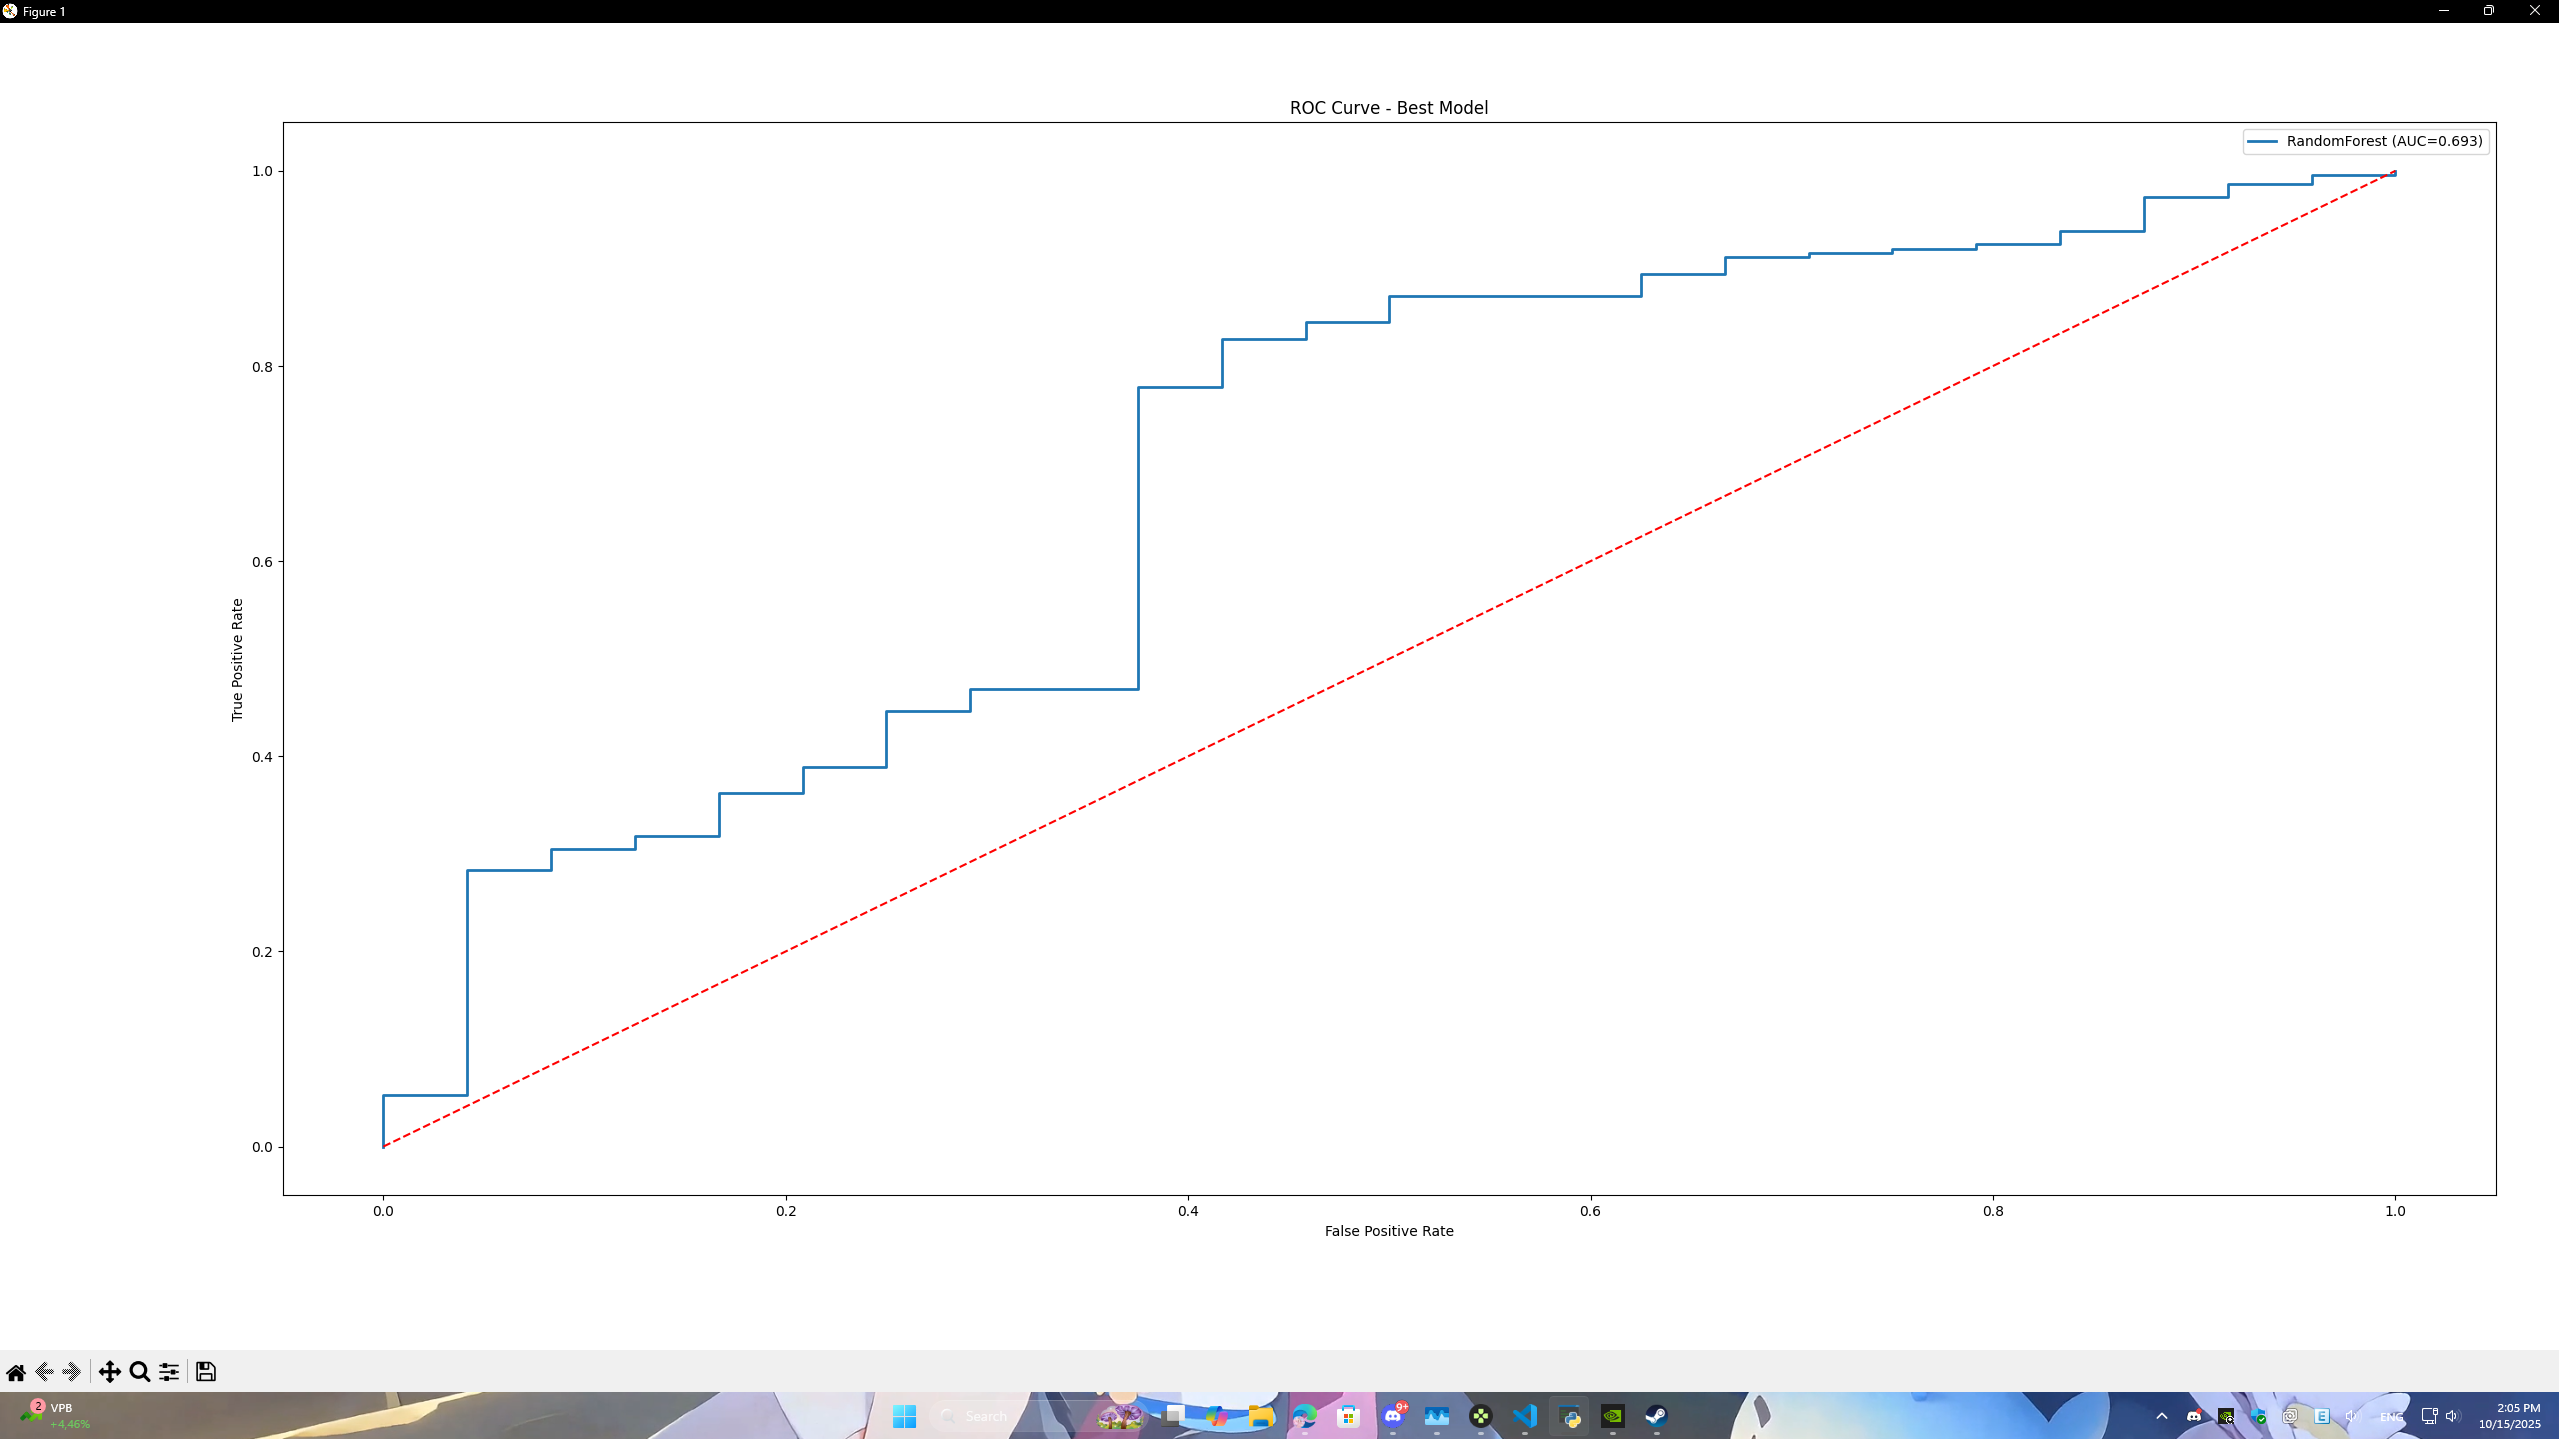 Figure 1
ROC Curve - Best Model
RandomForest (AUC=0.693)
1.0
0.8
0.6
0.4
0.2
0.0
True Positive Rate
0.0 0.2 0.4 0.6 0.8 1.0
False Positive Rate
2
VPB
+4,46%
Search
9+
E
ENG
2:05 PM
10/15/2025